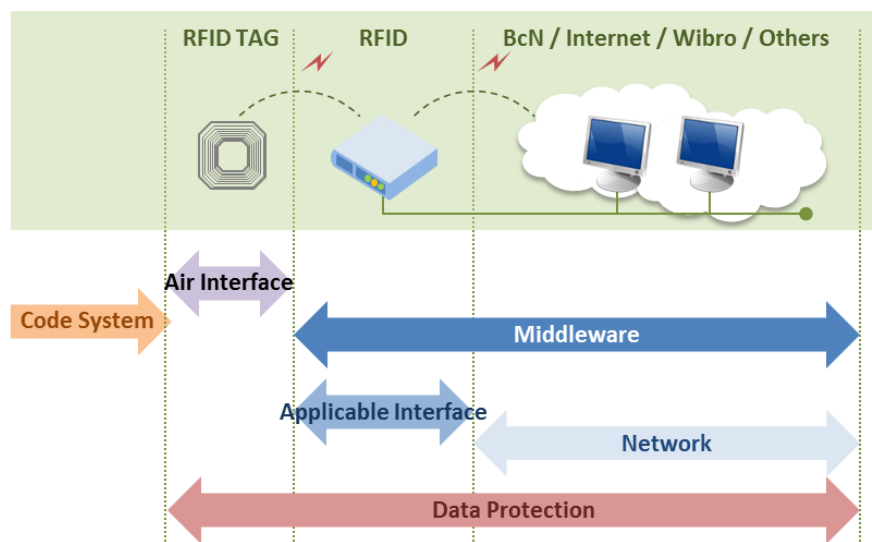 RFID TAG
RFID
BcN / Internet / Wibro / Others
Air Interface
Code System
Middleware
Applicable Interface
Network
Data Protection